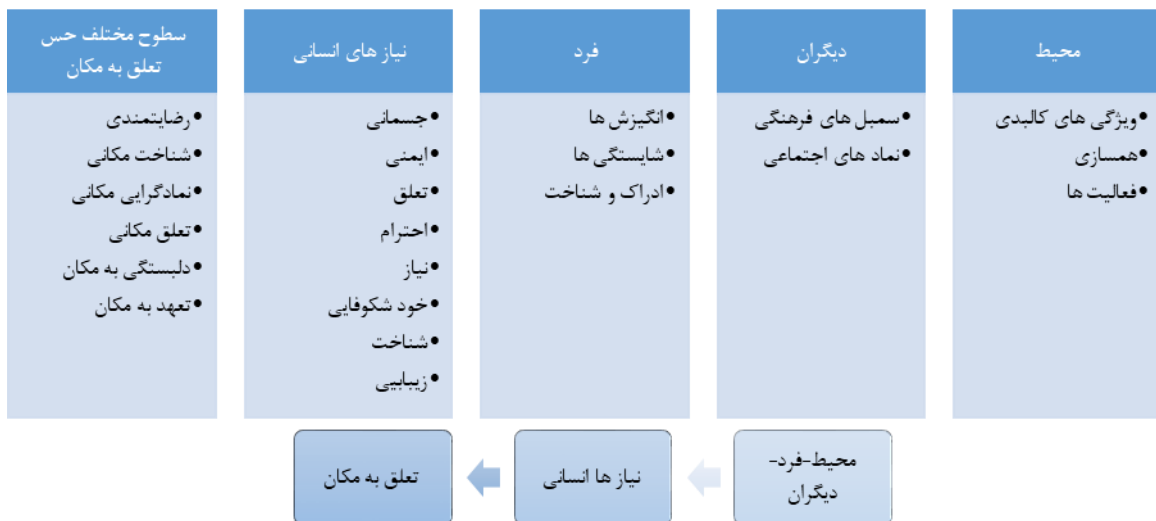 محیط
•ویژگی های کالبدی
•همسازی
•فعالیت ها
دیگران
•سمبل های فرهنگی
•نماد های اجتماعی
فرد
•انگیزش ها
•شایستگی ها
•ادراک و شناخت
نیاز های انسانی
•جسمانی
•ایمنی
•تعلق
•احترام
•نیاز
•خود شکوفایی
•شناخت
•زیبابیی
سطوح مختلف حس
تعلق به مکان
•رضایتمندی
•شناخت مکانی
•نمادگرایی مکانی
•تعلق مکانی
•دلبستگی به مکان
•تعهد به مکان
محیط-فرد-
دیگران
نیاز ها انسانی
تعلق به مکان